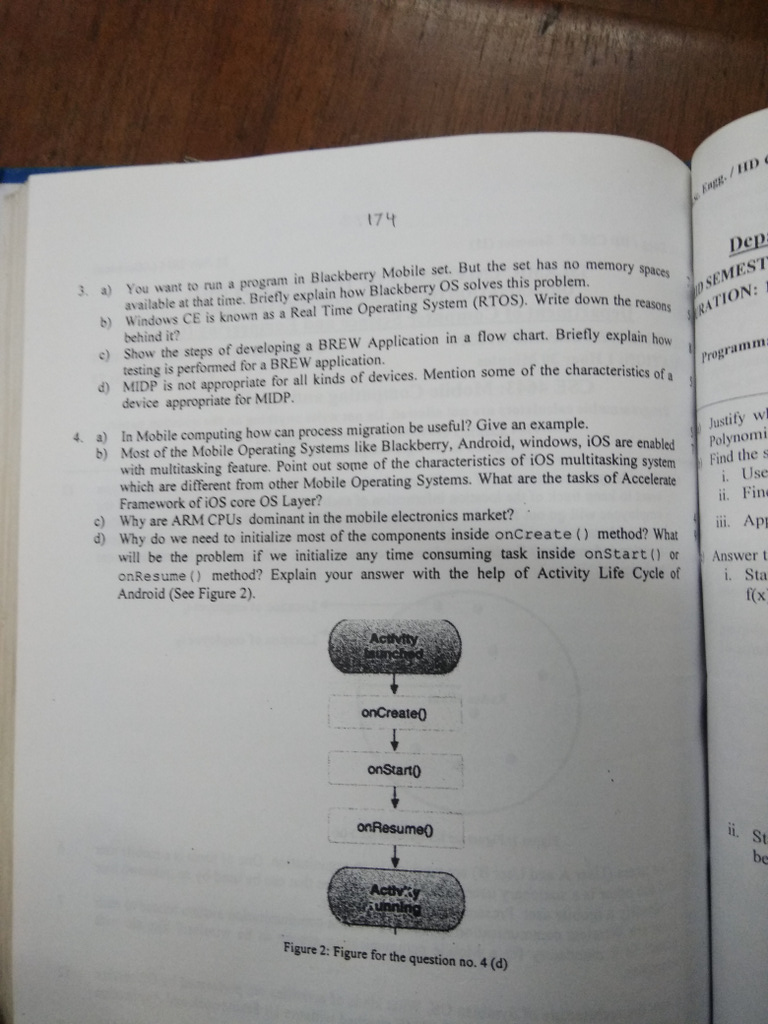 174
3. a) You want to run a program in Blackberry Mobile set. But the set has no memory spaces
available at that time. Briefly explain how Blackberry OS solves this problem.
b) Windows CE is known as a Real Time Operating System (RTOS). Write down the reasons
behind it?
c) Show the steps of developing a BREW Application in a flow chart. Briefly explain how
testing is performed for a BREW application.
d) MIDP is not appropriate for all kinds of devices. Mention some of the characteristics of a
device appropriate for MIDP.
4. a) In Mobile computing how can process migration be useful? Give an example.
b) Most of the Mobile Operating Systems like Blackberry, Android, windows, iOS are enabled
with multitasking feature. Point out some of the characteristics of iOS multitasking system
which are different from other Mobile Operating Systems. What are the tasks of Accelerate
Framework of iOS core OS Layer?
c) Why are ARM CPUs dominant in the mobile electronics market?
d) Why do we need to initialize most of the components inside onCreate() method? What
will be the problem if we initialize any time consuming task inside onStart() or
onResume() method? Explain your answer with the help of Activity Life Cycle of
Android (See Figure 2).
Activity
launched
onCreate()
onStart()
onResume()
Activity
running
Figure 2: Figure for the question no. 4 (d)
Engg. / HD
SEMEST
RATION:
Programm
Justify
Polynomi
Find the
i. Use
ii. Fin
iii. App
Answer
i. Sta
f(x
ii. St
be